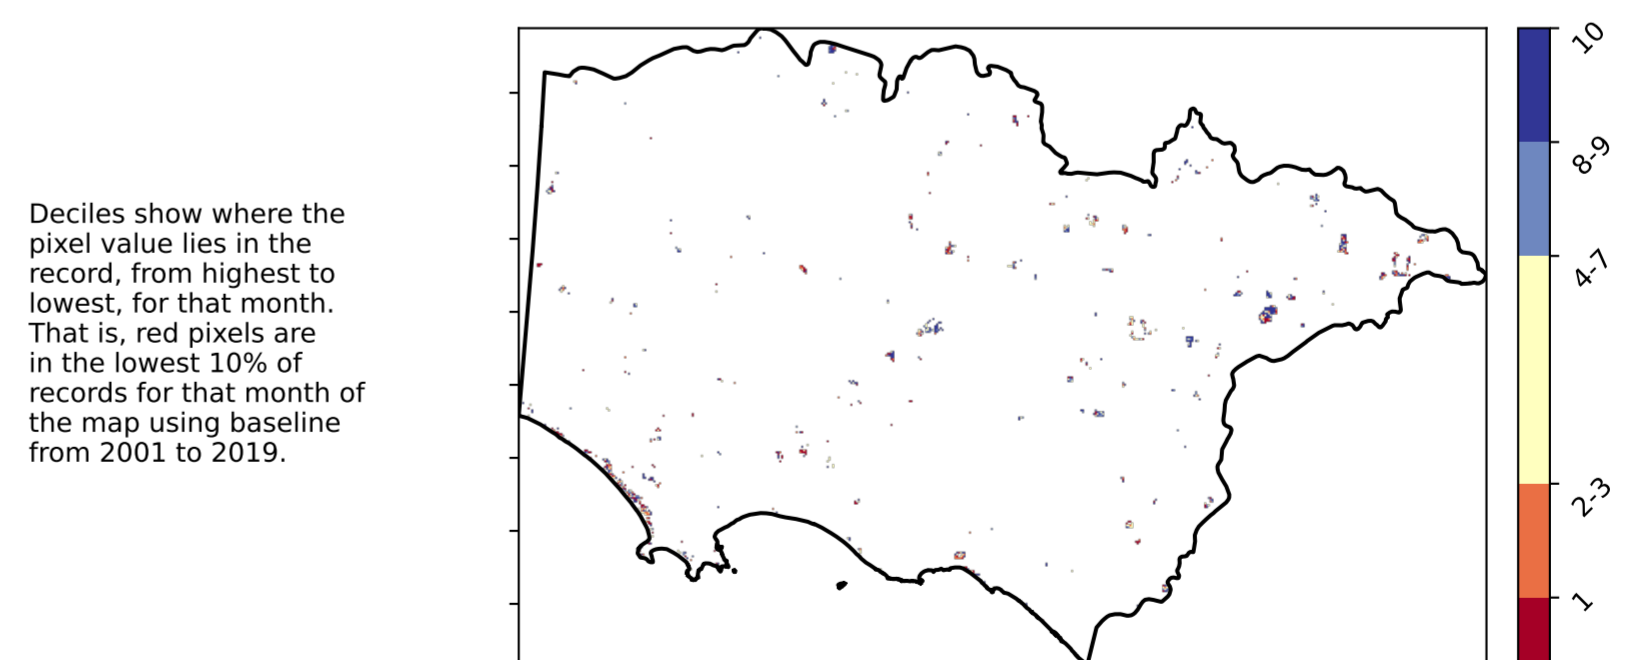 Deciles show where the
pixel value lies in the
record, from highest to
lowest, for that month.
That is, red pixels are
in the lowest 10% of
records for that month of
the map using baseline
from 2001 to 2019.
10
8-9
4-7
2-3
1